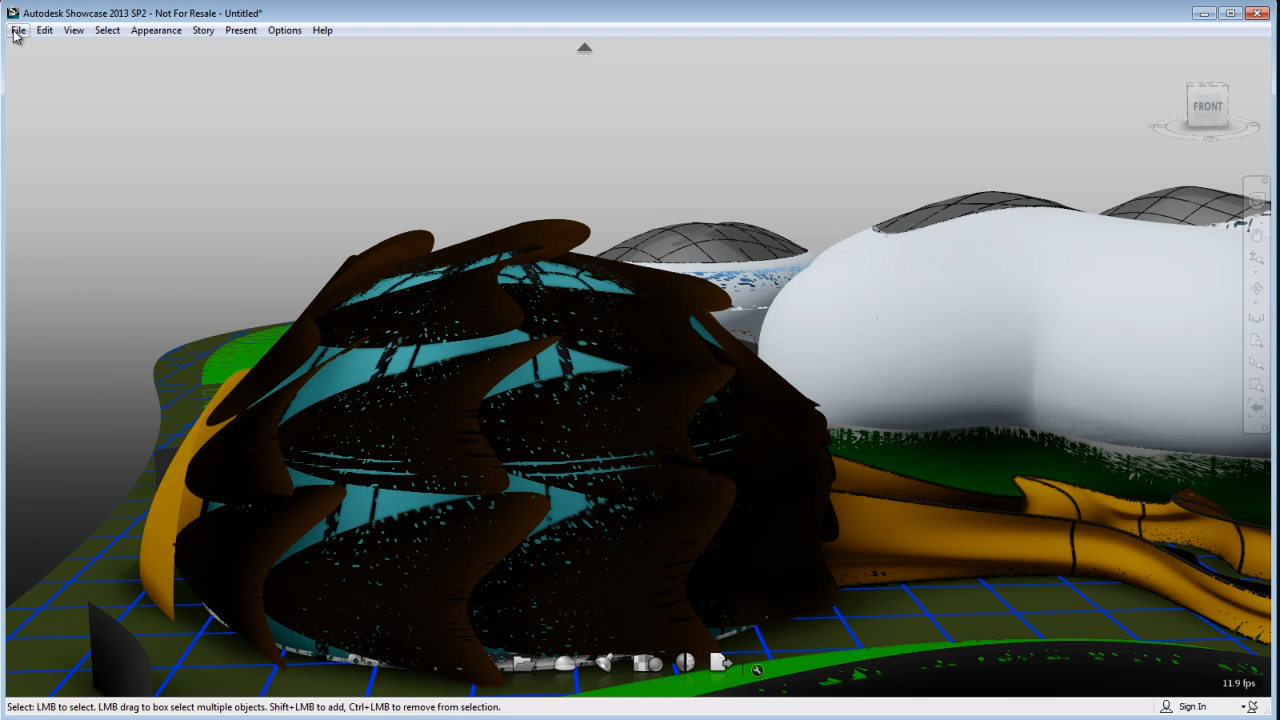 Autodesk Showcase 2013 SP2 - Not For Resale - Untitled*
File Edit View Select Appearance Story Present Options Help
FRONT
11.9 fps
Select: LMB to select. LMB drag to box select multiple objects. Shift+LMB to add, Ctrl+LMB to remove from selection.
Sign In